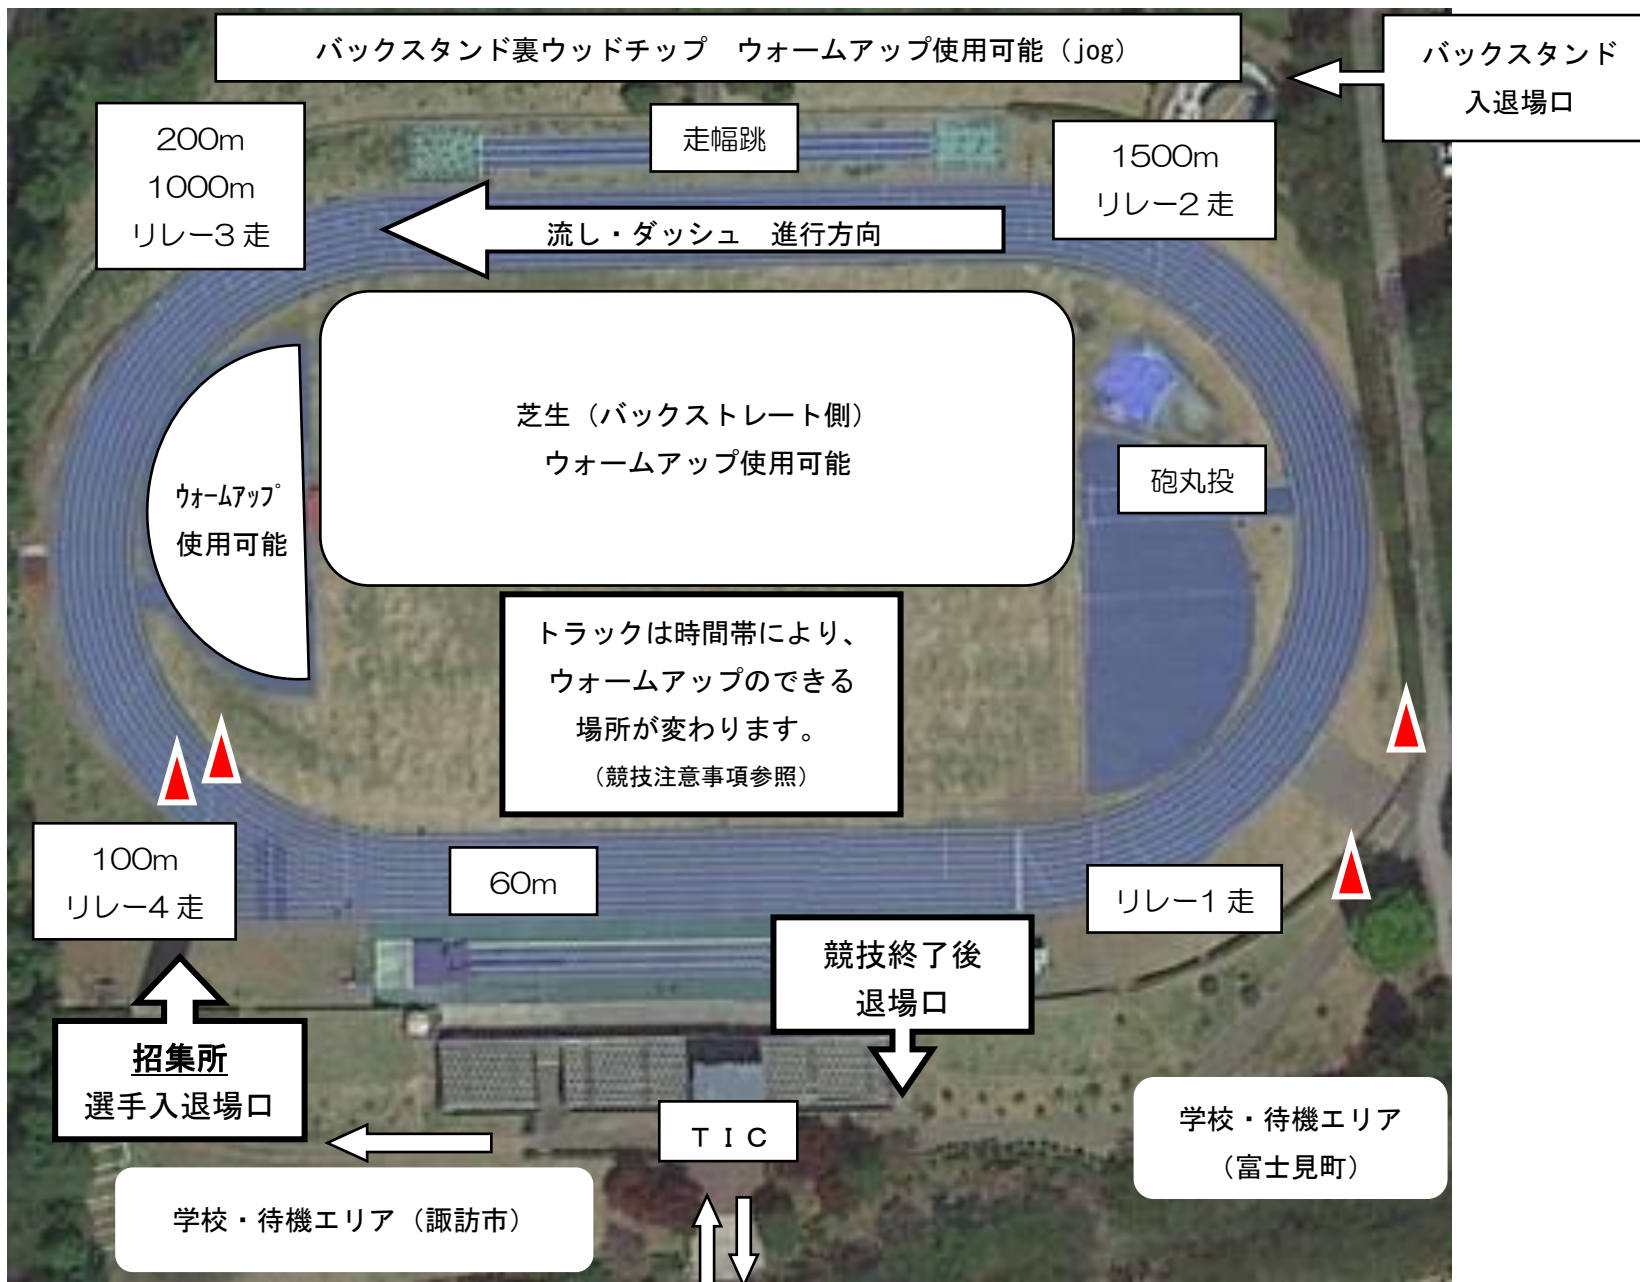 バックスタンド裏ウッドチップ　ウォームアップ使用可能（jog）
バックスタンド
入退場口
200m
1000m
リレー3走
走幅跳
1500m
リレー2走
流し・ダッシュ　進行方向
芝生（バックストレート側）
ウォームアップ使用可能
ｳｫｰﾑｱｯﾌﾟ
使用可能
砲丸投
トラックは時間帯により、
ウォームアップのできる
場所が変わります。
（競技注意事項参照）
100m
リレー4走
60m
リレー1走
競技終了後
退場口
招集所
選手入退場口
ＴＩＣ
学校・待機エリア
（富士見町）
学校・待機エリア（諏訪市）